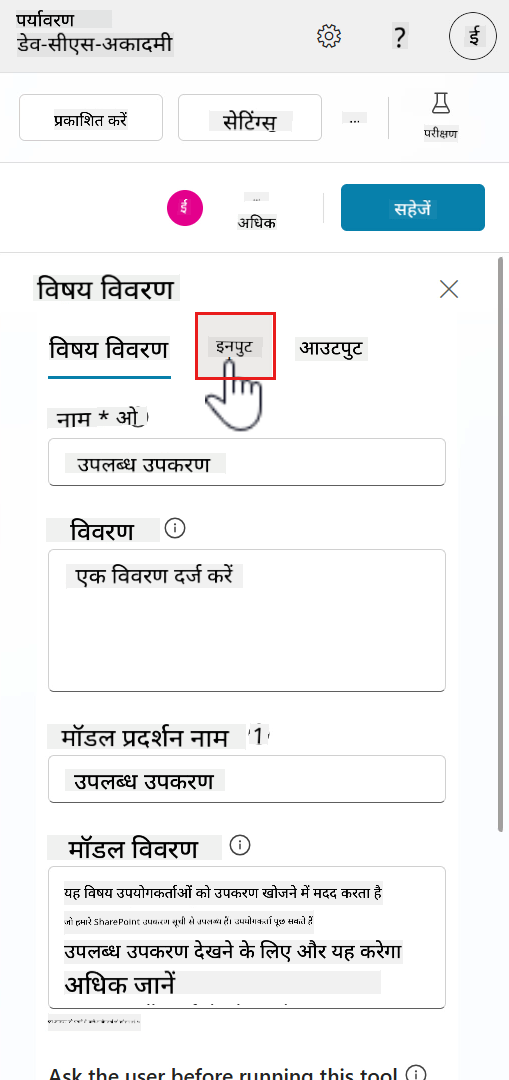 पर्यावरण
डेव-सीएस-अकादमी
?
ई
प्रकाशित करें
सेटिंग्स
...
परीक्षण
ई
...
अधिक
सहेजें
विषय विवरण
विषय विवरण
इनपुट
आउटपुट
नाम * ओ
उपलब्ध उपकरण
विवरण
एक विवरण दर्ज करें
मॉडल प्रदर्शन नाम
उपलब्ध उपकरण
मॉडल विवरण
यह विषय उपयोगकर्ताओं को उपकरण खोजने में मदद करता है
जो हमारे SharePoint उपकरण सूची से उपलब्ध है। उपयोगकर्ता पूछ सकते हैं
उपलब्ध उपकरण देखने के लिए और यह करेगा
अधिक जानें
Ask the user before running this tool